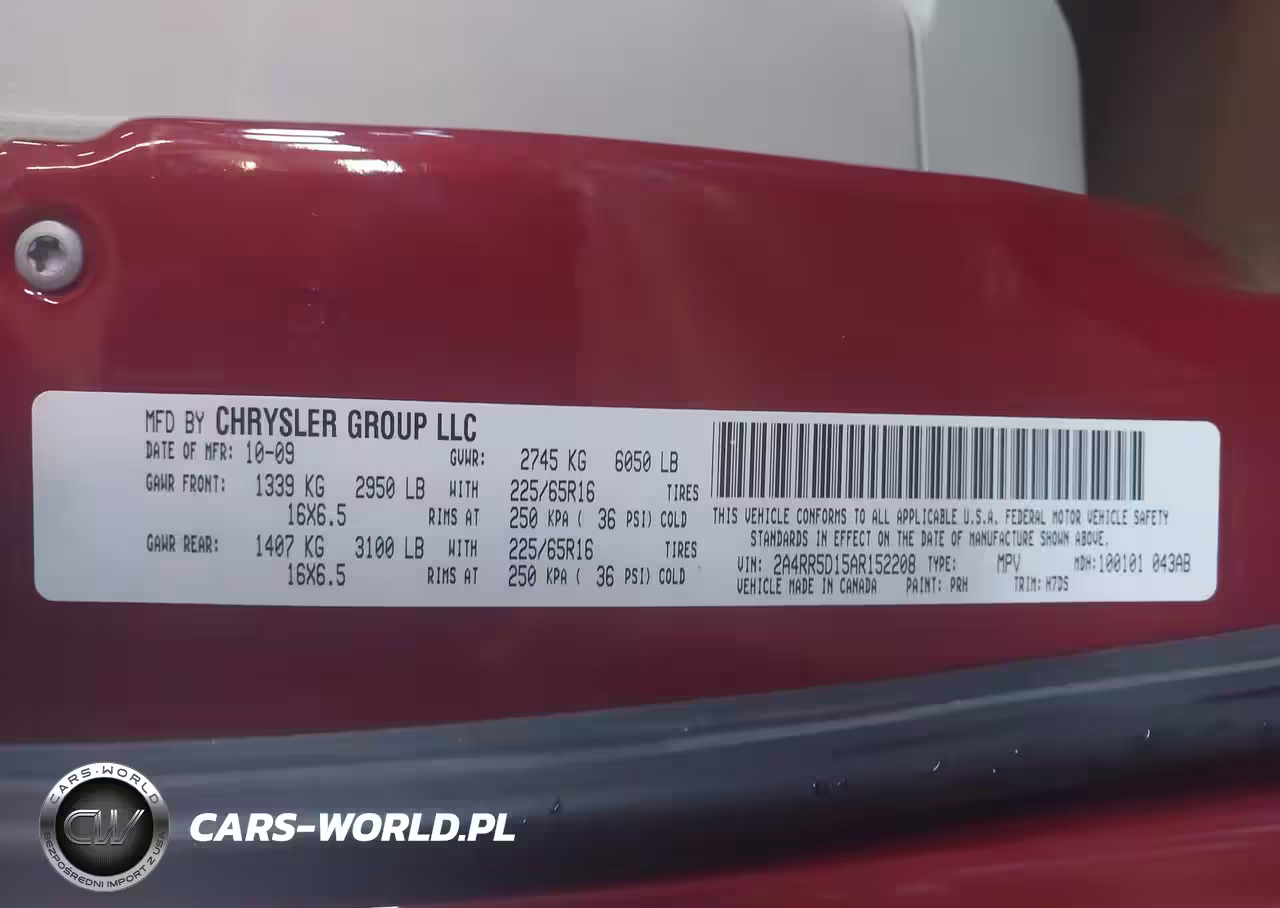 MFD BY CHRYSLER GROUP LLC
DATE OF MFR: 10-09 GVWR: 2745 KG 6050 LB
GAWR FRONT: 1339 KG 2950 LB WITH 225/65R16 TIRES
16X6.5 RIMS AT 250 KPA ( 36 PSI) COLD
GAWR REAR: 1407 KG 3100 LB WITH 225/65R16 TIRES
16X6.5 RIMS AT 250 KPA ( 36 PSI) COLD
THIS VEHICLE CONFORMS TO ALL APPLICABLE U.S.A. FEDERAL MOTOR VEHICLE SAFETY
STANDARDS IN EFFECT ON THE DATE OF MANUFACTURE SHOWN ABOVE.
VIN: 2A4RR5D15AR152208 TYPE: MPV MDH: 100101 043AB
VEHICLE MADE IN CANADA PAINT: PRH TRIM: H7DS
CARS-WORLD
CW
BEZPOŚREDNI IMPORT Z USA
CARS-WORLD.PL